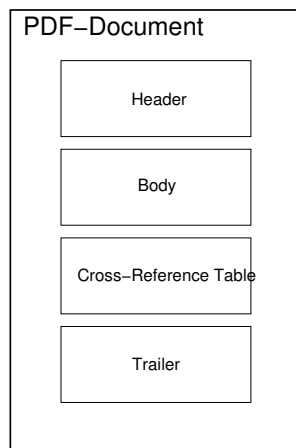 PDF−Document
Header
Body
Cross−Reference Table
Trailer